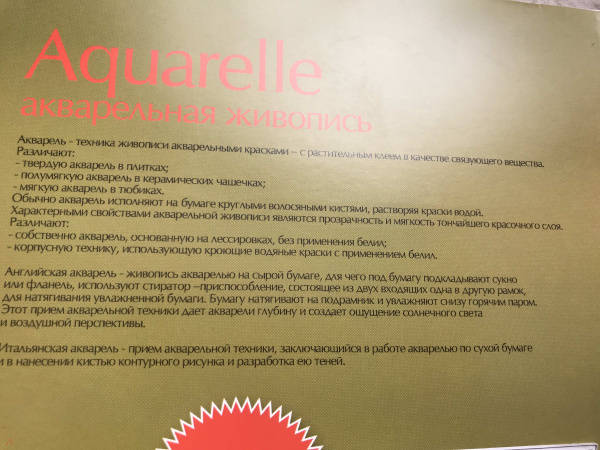 Aquarelle
акварельная живопись
Акварель - техника живописи акварельными красками – с растительным клеем в качестве связующего вещества.
Различают:
- твердую акварель в плитках;
- полумягкую акварель в керамических чашечках;
- мягкую акварель в тюбиках.
Обычно акварель исполняют на бумаге круглыми волосяными кистями, растворяя краски водой.
Характерными свойствами акварельной живописи являются прозрачность и мягкость тончайшего красочного слоя.
Различают:
- собственно акварель, основанную на лессировках, без применения белил;
- корпусную технику, использующую кроющие водяные краски с применением белил.
Английская акварель - живопись акварелью на сырой бумаге, для чего под бумагу подкладывают сукно
или фланель, используют стиратор –приспособление, состоящее из двух входящих одна в другую рамок,
для натягивания увлажненной бумаги. Бумагу натягивают на подрамник и увлажняют снизу горячим паром.
Этот прием акварельной техники дает акварели глубину и создает ощущение солнечного света
и воздушной перспективы.
Итальянская акварель - прием акварельной техники, заключающийся в работе акварелью по сухой бумаге
и в нанесении кистью контурного рисунка и разработка ею теней.